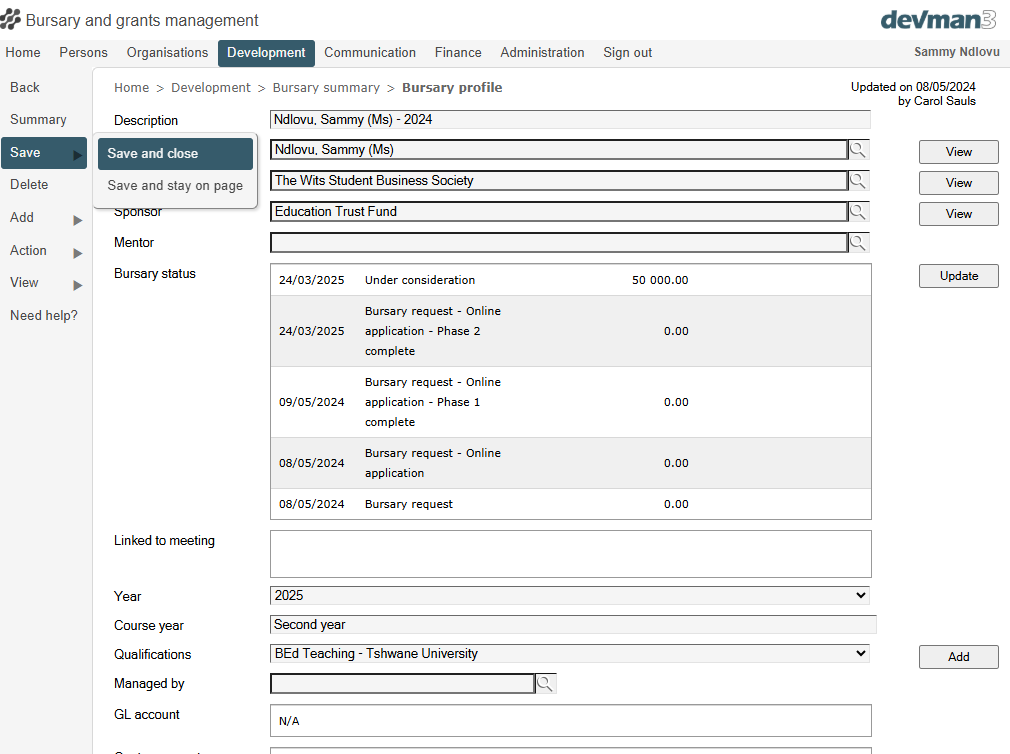 Bursary and grants management
devman3
Home Persons Organisations Development Communication Finance Administration Sign out Sammy Ndlovu
Back
Summary
Save
Save and close
Save and stay on page
Delete
Add
Action
View
Need help?
Home > Development > Bursary summary > Bursary profile
Updated on 08/05/2024
by Carol Sauls
Description Ndlovu, Sammy (Ms) - 2024
Ndlovu, Sammy (Ms) View
The Wits Student Business Society View
Sponsor Education Trust Fund View
Mentor
Bursary status Update
24/03/2025 Under consideration 50 000.00
Bursary request - Online
24/03/2025 application - Phase 2 0.00
complete
Bursary request - Online
09/05/2024 application - Phase 1 0.00
complete
Bursary request - Online
08/05/2024 0.00
application
08/05/2024 Bursary request 0.00
Linked to meeting
Year 2025
Course year Second year
Qualifications BEd Teaching - Tshwane University Add
Managed by
GL account N/A